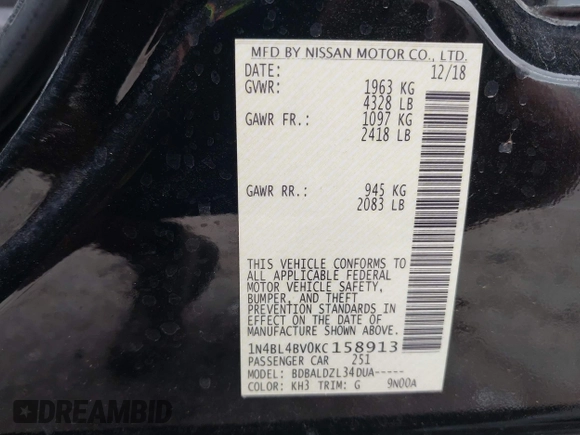 MFD BY NISSAN MOTOR CO., LTD.
DATE: 12/18
GVWR: 1963 KG
4328 LB
GAWR FR.: 1097 KG
2418 LB
GAWR RR.: 945 KG
2083 LB
THIS VEHICLE CONFORMS TO
ALL APPLICABLE FEDERAL
MOTOR VEHICLE SAFETY,
BUMPER, AND THEFT
PREVENTION STANDARDS IN
EFFECT ON THE DATE OF
MANUFACTURE SHOWN ABOVE.
1N4BL4BV0KC158913
PASSENGER CAR 251
MODEL: BDBALDZL34DUA-----
COLOR: KH3 TRIM: G 9N00A
DREAMBID